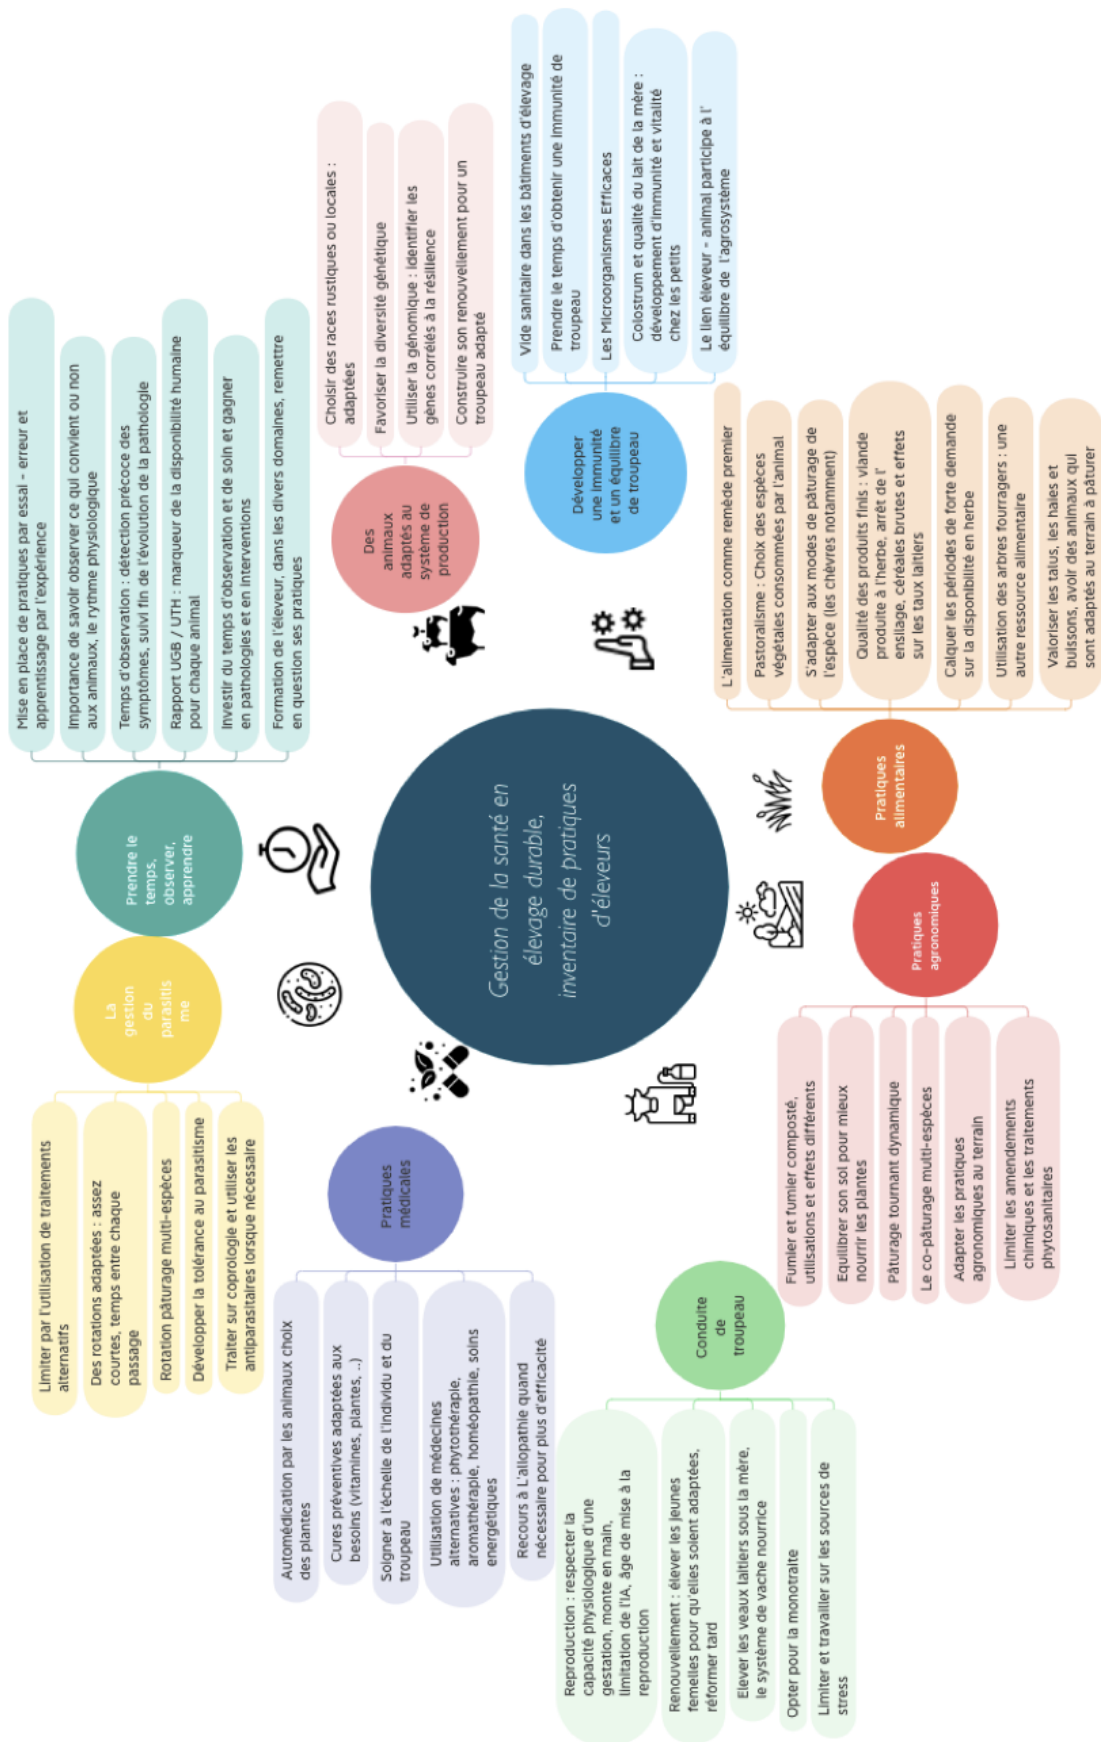 Gestion de la santé en
élevage durable,
inventaire de pratiques
d'éleveurs
La
gestion
du
parasitis
me
Limiter par l'utilisation de traitements
alternatifs
Des rotations adaptées : assez
courtes, temps entre chaque
passage
Rotation pâturage multi-espèces
Développer la tolérance au parasitisme
Traiter sur coprologie et utiliser les
antiparasitaires lorsque nécessaire
Prendre le
temps,
observer,
apprendre
Mise en place de pratiques par essai - erreur et
apprentissage par l'expérience
Importance de savoir observer ce qui convient ou non
aux animaux, le rythme physiologique
Temps d'observation : détection précoce des
symptômes, suivi fin de l'évolution de la pathologie
Rapport UGB / UTH : marqueur de la disponibilité humaine
pour chaque animal
Investir du temps d'observation et de soin et gagner
en pathologies et en interventions
Formation de l'éleveur, dans les divers domaines, remettre
en question ses pratiques
Pratiques
médicales
Automédication par les animaux choix
des plantes
Cures préventives adaptées aux
besoins (vitamines, plantes, ..)
Soigner à l'échelle de l'individu et du
troupeau
Utilisation de médecines
alternatives : phytothérapie,
aromathérapie, homéopathie, soins
energétiques
Recours à L'allopathie quand
nécessaire pour plus d'efficacité
Des
animaux
adaptés au
système de
production
Choisir des races rustiques ou locales :
adaptées
Favoriser la diversité génétique
Utiliser la génomique : identifier les
gènes corrélés à la résilience
Construire son renouvellement pour un
troupeau adapté
Développer
une immunité
et un équilibre
de troupeau
Vide sanitaire dans les bâtiments d'élevage
Prendre le temps d'obtenir une immunité de
troupeau
Les Microorganismes Efficaces
Colostrum et qualité du lait de la mère :
développement d'immunité et vitalité
chez les petits
Le lien éleveur - animal participe à l'
équilibre de l'agrosystème
Conduite
de
troupeau
Reproduction : respecter la
capacité physiologique d'une
gestation, monte en main,
limitation de l'IA, âge de mise à la
reproduction
Renouvellement : élever les jeunes
femelles pour qu'elles soient adaptées,
réformer tard
Elever les veaux laitiers sous la mère,
le système de vache nourrice
Opter pour la monotraite
Limiter et travailler sur les sources de
stress
Pratiques
agronomiques
Fumier et fumier composté,
utilisations et effets différents
Equilibrer son sol pour mieux
nourrir les plantes
Pâturage tournant dynamique
Le co-pâturage multi-espèces
Adapter les pratiques
agronomiques au terrain
Limiter les amendements
chimiques et les traitements
phytosanitaires
Pratiques
alimentaires
L'alimentation comme remède premier
Pastoralisme : Choix des espèces
végétales consommées par l'animal
S'adapter aux modes de pâturage de
l'espèce (les chèvres notamment)
Qualité des produits finis : viande
produite à l'herbe, arrêt de l'
ensilage, céréales brutes et effets
sur les taux laitiers
Calquer les périodes de forte demande
sur la disponibilité en herbe
Utilisation des arbres fourragers : une
autre ressource alimentaire
Valoriser les talus, les haies et
buissons, avoir des animaux qui
sont adaptés au terrain à pâturer